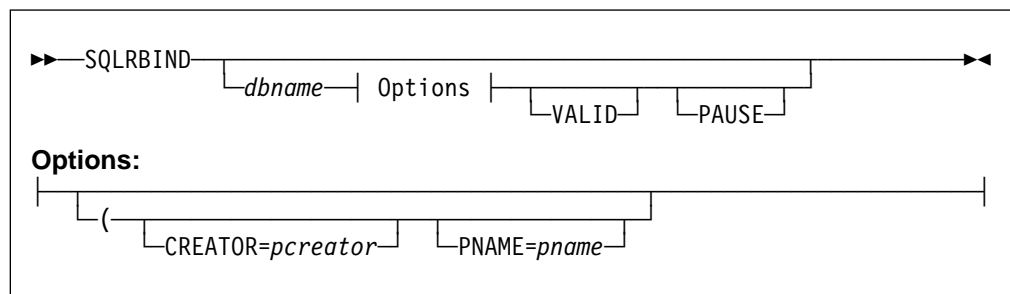 SQLRBIND
dbname Options
VALID PAUSE
Options:
(
CREATOR=pcreator PNAME=pname